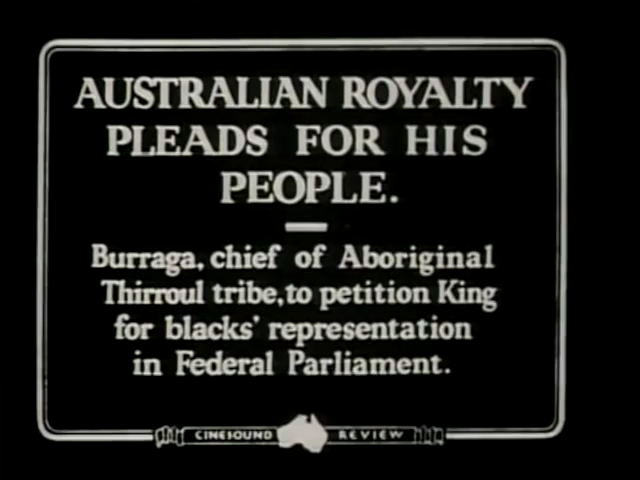 AUSTRALIAN ROYALTY
PLEADS FOR HIS
PEOPLE.
Burraga, chief of Aboriginal
Thirroul tribe, to petition King
for blacks' representation
in Federal Parliament.
CINESOUND REVIEW